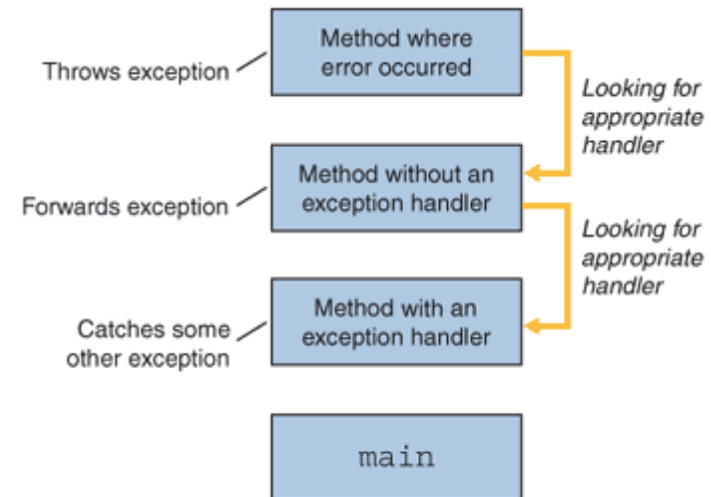 Method where
error occurred
Throws exception
Looking for
appropriate
handler
Method without an
exception handler
Forwards exception
Looking for
appropriate
handler
Method with an
exception handler
Catches some
other exception
main